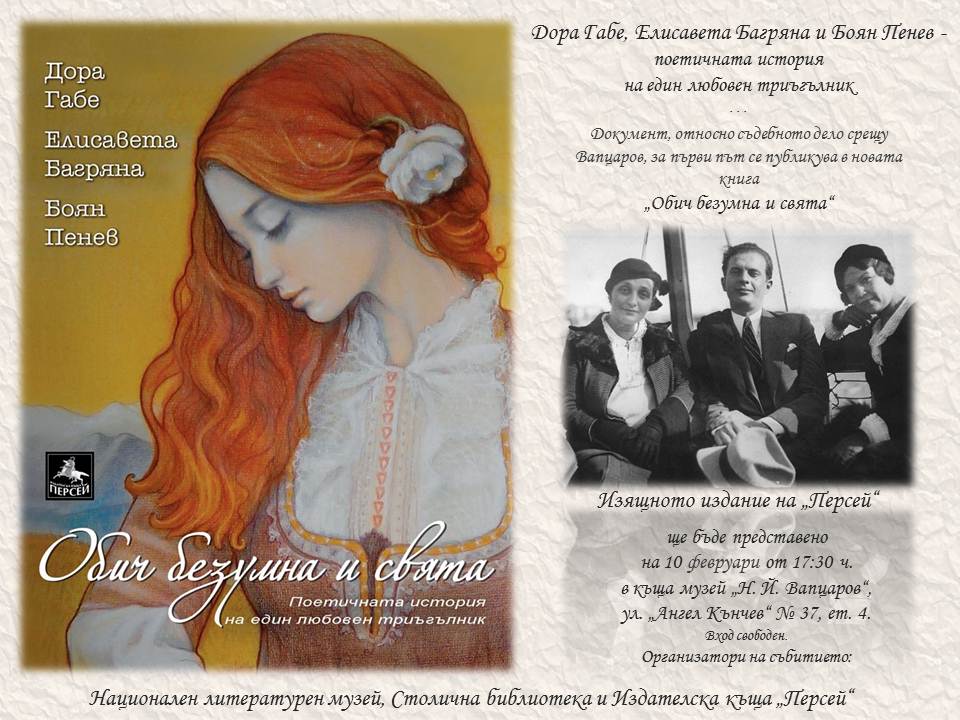 Дора
Габе
Елисавета
Багряна
Боян
Пенев
ПЕРСЕЙ
Обич безумна и свята
Поетичната история
на един любовен триъгълник
Дора Габе, Елисавета Багряна и Боян Пенев -
поетичната история
на един любовен триъгълник
...
Документ, относно съдебното дело срещу
Вапцаров, за първи път се публикува в новата
книга
„Обич безумна и свята“
Изящното издание на „Персей“
ще бъде представено
на 10 февруари от 17:30 ч.
в къща музей „Н. Й. Вапцаров“,
ул. „Ангел Кънчев“ № 37, ет. 4.
Вход свободен.
Организатори на събитието:
Национален литературен музей, Столична библиотека и Издателска къща „Персей“